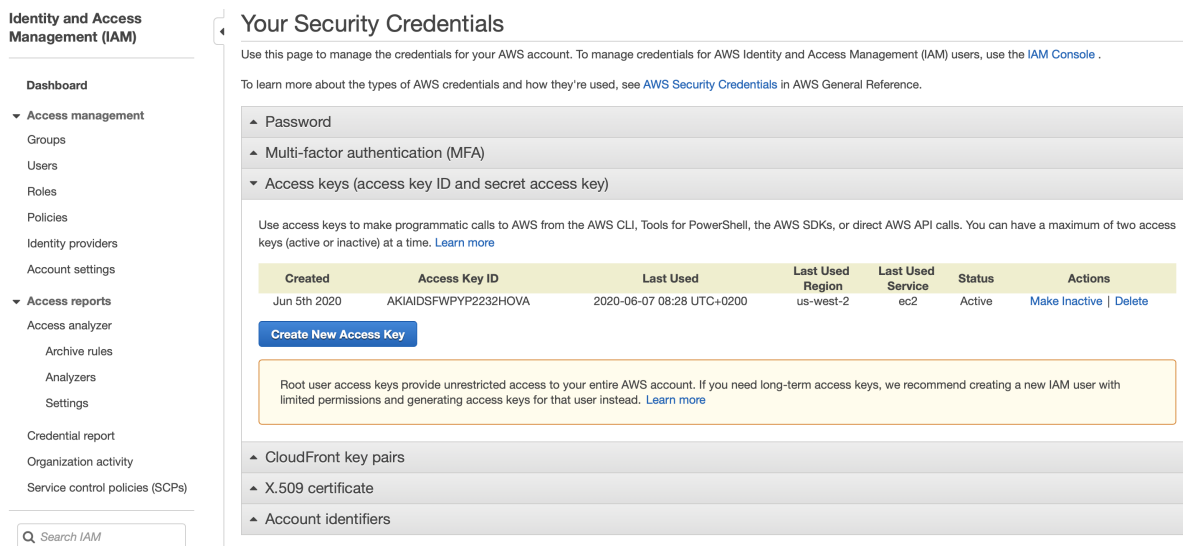 Identity and Access
Management (IAM)
Dashboard
Access management
Groups
Users
Roles
Policies
Identity providers
Account settings
Access reports
Access analyzer
Archive rules
Analyzers
Settings
Credential report
Organization activity
Service control policies (SCPs)
Search IAM
Your Security Credentials
Use this page to manage the credentials for your AWS account. To manage credentials for AWS Identity and Access Management (IAM) users, use the IAM Console .
To learn more about the types of AWS credentials and how they're used, see AWS Security Credentials in AWS General Reference.
Password
Multi-factor authentication (MFA)
Access keys (access key ID and secret access key)
Use access keys to make programmatic calls to AWS from the AWS CLI, Tools for PowerShell, the AWS SDKs, or direct AWS API calls. You can have a maximum of two access
keys (active or inactive) at a time. Learn more
Created Access Key ID Last Used Last Used Region Last Used Service Status Actions
Jun 5th 2020 AKIAIDSFWPYP2232HOVA 2020-06-07 08:28 UTC+0200 us-west-2 ec2 Active Make Inactive | Delete
Create New Access Key
Root user access keys provide unrestricted access to your entire AWS account. If you need long-term access keys, we recommend creating a new IAM user with
limited permissions and generating access keys for that user instead. Learn more
CloudFront key pairs
X.509 certificate
Account identifiers